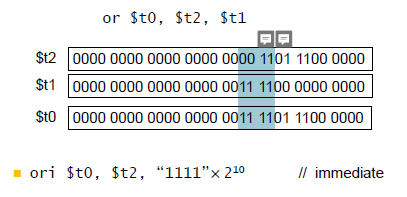 or $t0, $t2, $t1
$t2 0000 0000 0000 0000 0000 1101 1100 0000
$t1 0000 0000 0000 0000 0011 1100 0000 0000
$t0 0000 0000 0000 0000 0011 1101 1100 0000
ori $t0, $t2, “1111”× 2¹⁰ // immediate